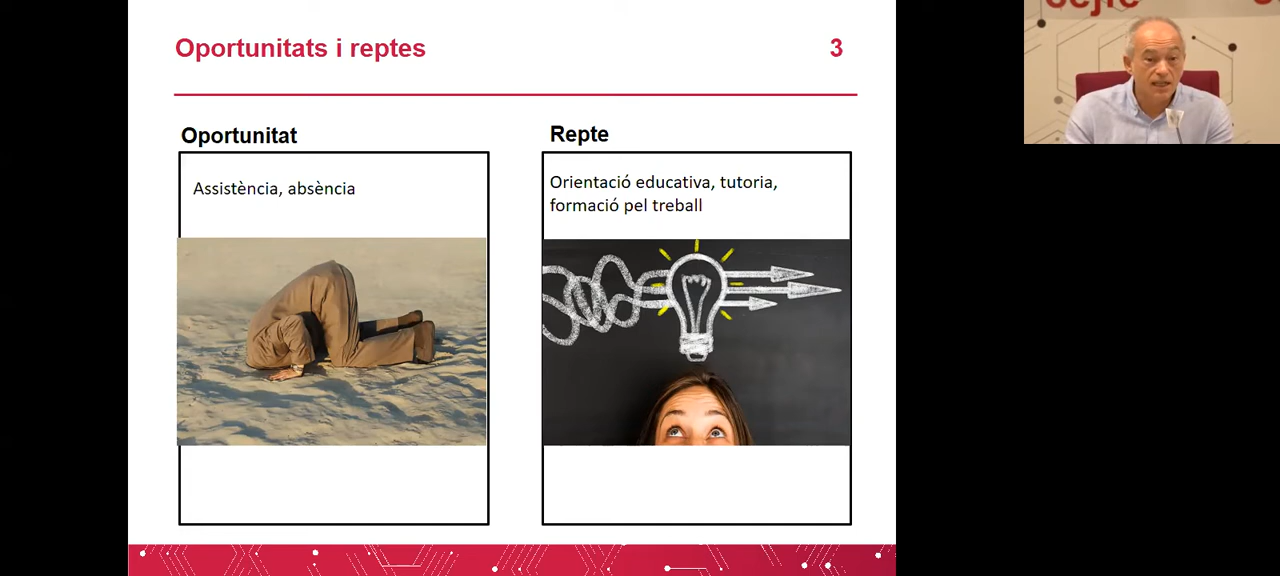 Oportunitats i reptes
3
Oportunitat
Repte
Assistència, absència
Orientació educativa, tutoria,
formació pel treball